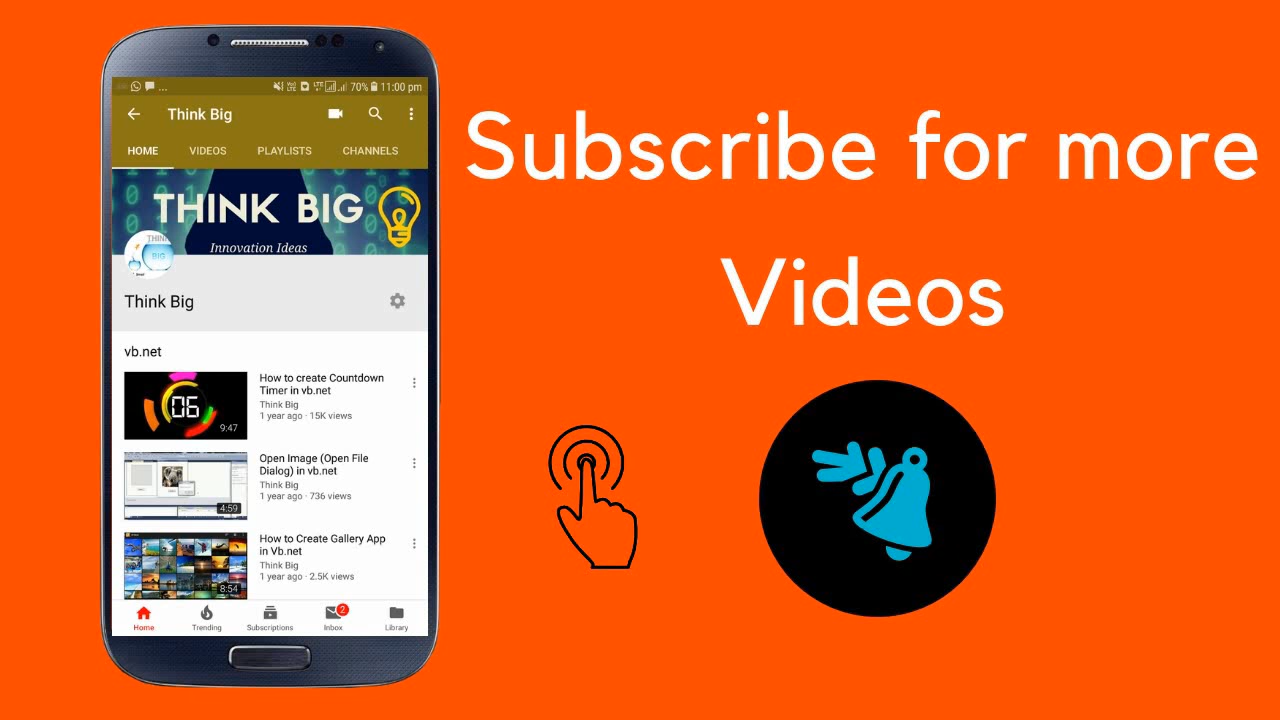 ... 70% 11:00 pm
Think Big
HOME VIDEOS PLAYLISTS CHANNELS
THINK BIG
Innovation Ideas
THIN
BIG
Think Big
vb.net
How to create Countdown
Timer in vb.net
Think Big
1 year ago · 15K views
06
9:47
Open Image (Open File
Dialog) in vb.net
Think Big
1 year ago · 736 views
4:59
How to Create Gallery App
in Vb.net
Think Big
1 year ago · 2.5K views
8:54
2
Home Trending Subscriptions Inbox Library
Subscribe for more
Videos